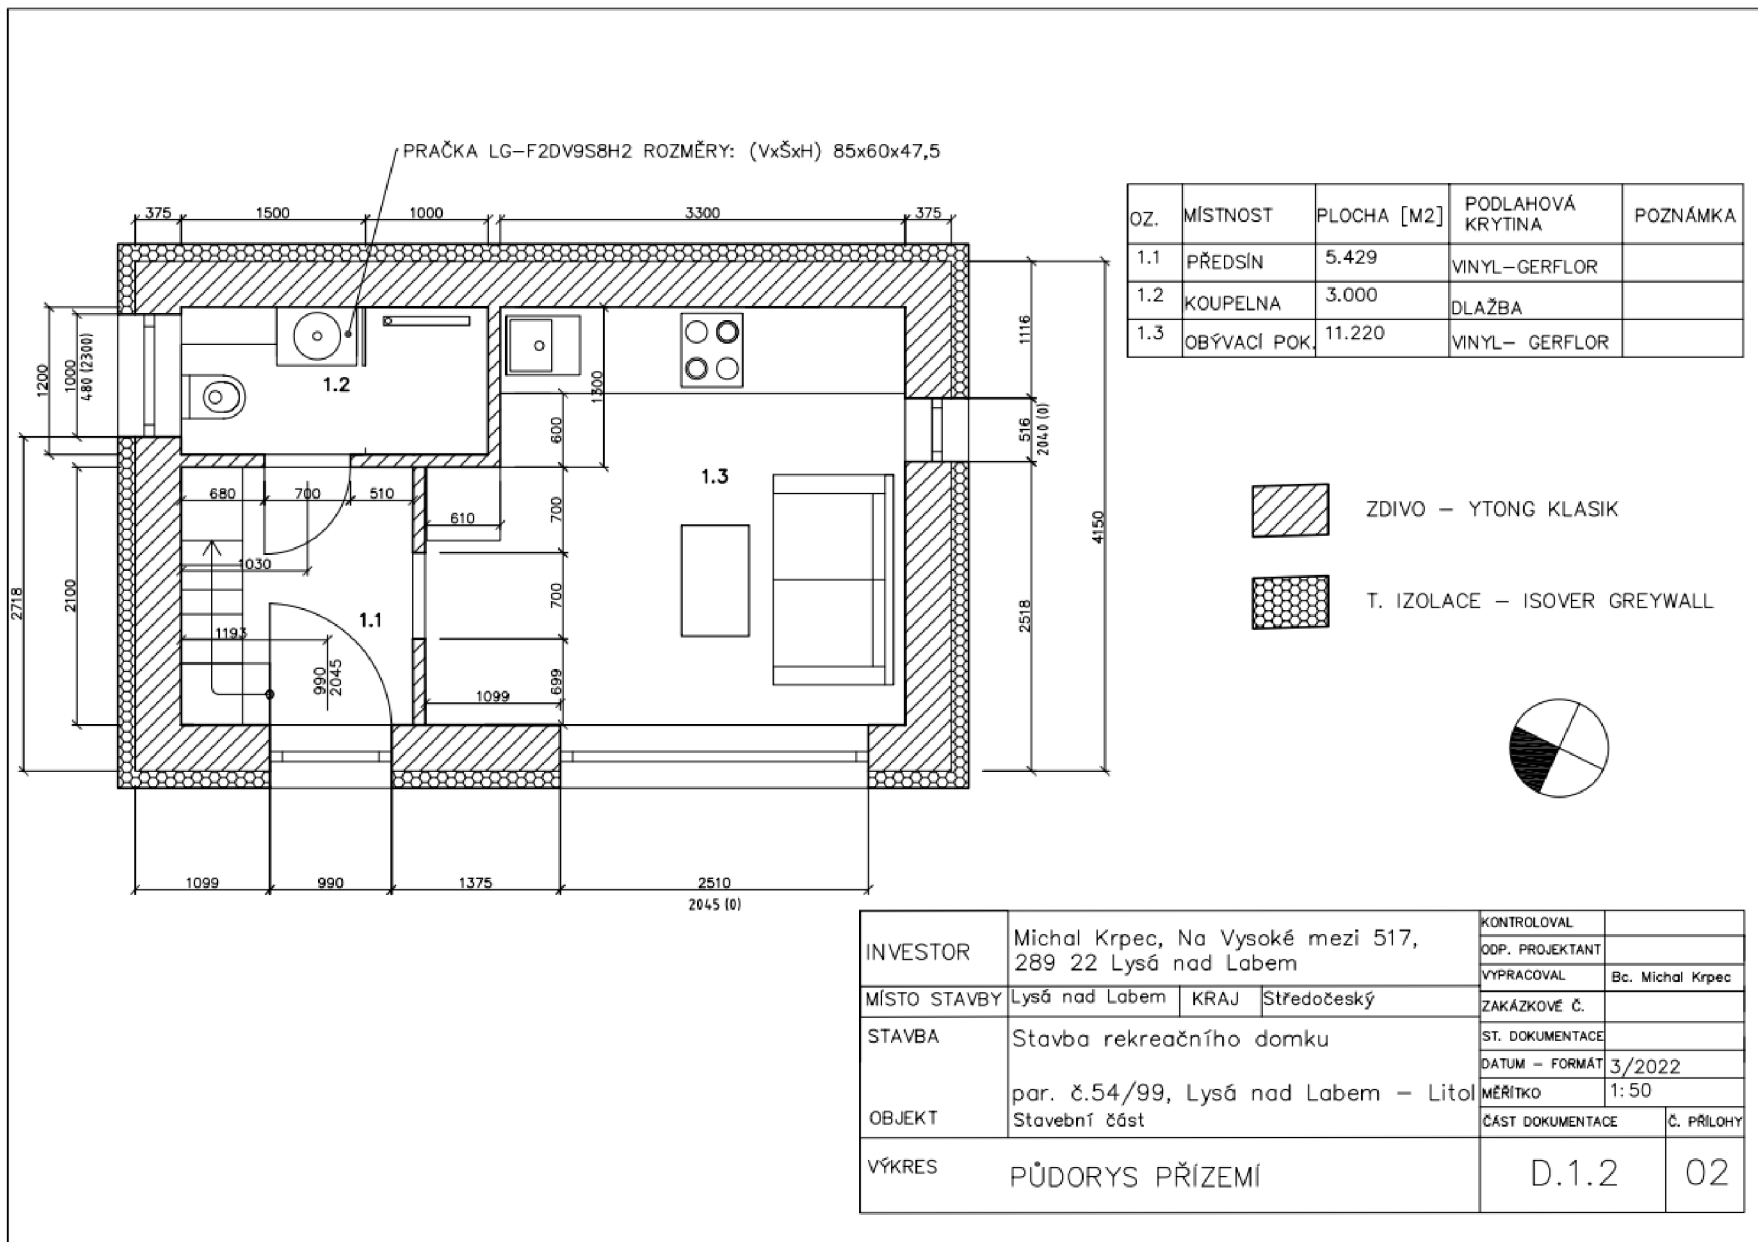 PRAČKA LG-F2DV9S8H2 ROZMĚRY: (VxŠxH) 85x60x47,5
375
1500
1000
3300
375
OZ.
MÍSTNOST
PLOCHA [M2]
PODLAHOVÁ
KRYTINA
POZNÁMKA
1.1
PŘEDSÍN
5.429
VINYL-GERFLOR
1.2
KOUPELNA
3.000
DLAŽBA
1.3
OBÝVACÍ POK.
11.220
VINYL- GERFLOR
1200
1000
480 (2300)
1.2
1300
600
1116
516
2040 (0)
1.3
680
700
510
610
700
1030
2718
2100
1.1
700
1193
990
2045
1099
699
2518
4150
ZDIVO - YTONG KLASIK
T. IZOLACE - ISOVER GREYWALL
1099
990
1375
2510
2045 (0)
INVESTOR
Michal Krpec, Na Vysoké mezi 517,
289 22 Lysá nad Labem
MÍSTO STAVBY
Lysá nad Labem
KRAJ
Středočeský
STAVBA
Stavba rekreačního domku
par. č.54/99, Lysá nad Labem - Litol
OBJEKT
Stavební část
VÝKRES
PŮDORYS PŘÍZEMÍ
KONTROLOVAL
ODP. PROJEKTANT
VYPRACOVAL
Bc. Michal Krpec
ZAKÁZKOVÉ Č.
ST. DOKUMENTACE
DATUM - FORMÁT
3/2022
MĚŘÍTKO
1:50
ČÁST DOKUMENTACE
Č. PŘÍLOHY
D.1.2
02